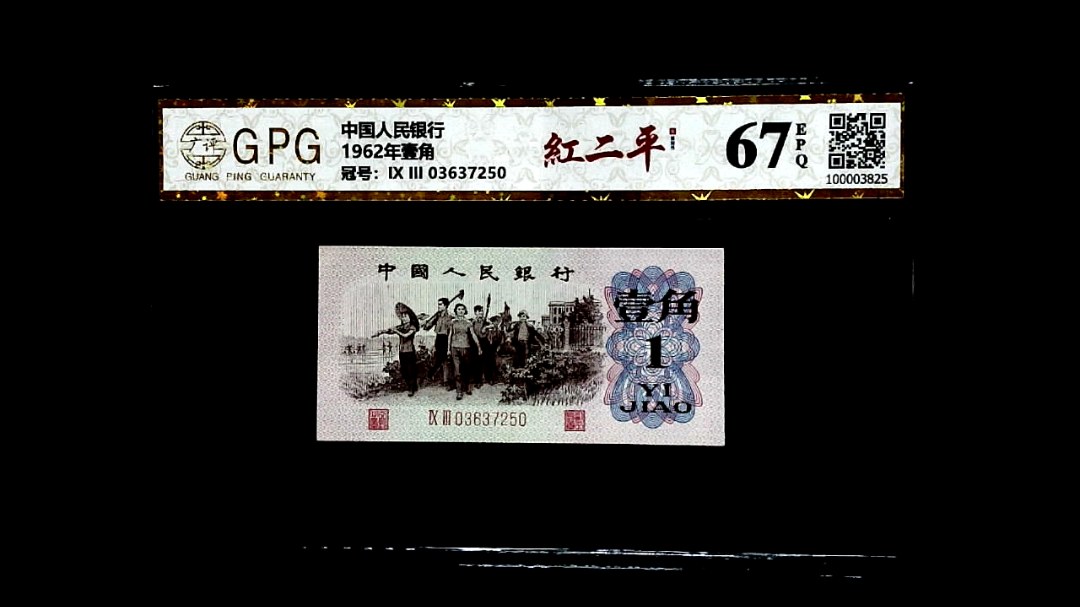 GPG
GUANG PING GUARANTY
中国人民银行
1962年壹角
冠号：IX III 03637250
紅二平
67
EPQ
100003825
中國人民銀行
壹角
1
YI
JIAO
IX III 03637250